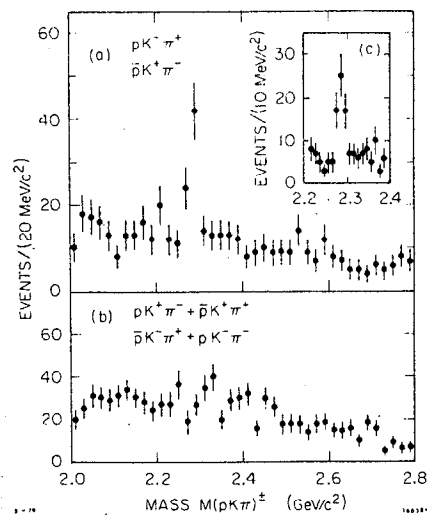 (a)
pK⁻π⁺
p̄K⁺π⁻
(c)
EVENTS/(20 MeV/c²)
60
40
20
0
EVENTS/(10 MeV/c²)
30
20
10
0
2.2 2.3 2.4
(b)
pK⁺π⁻ + p̄K⁺π⁺
p̄K⁻π⁺ + pK⁻π⁻
60
40
20
0
2.0 2.2 2.4 2.6 2.8
MASS M(pKπ)± (GeV/c²)